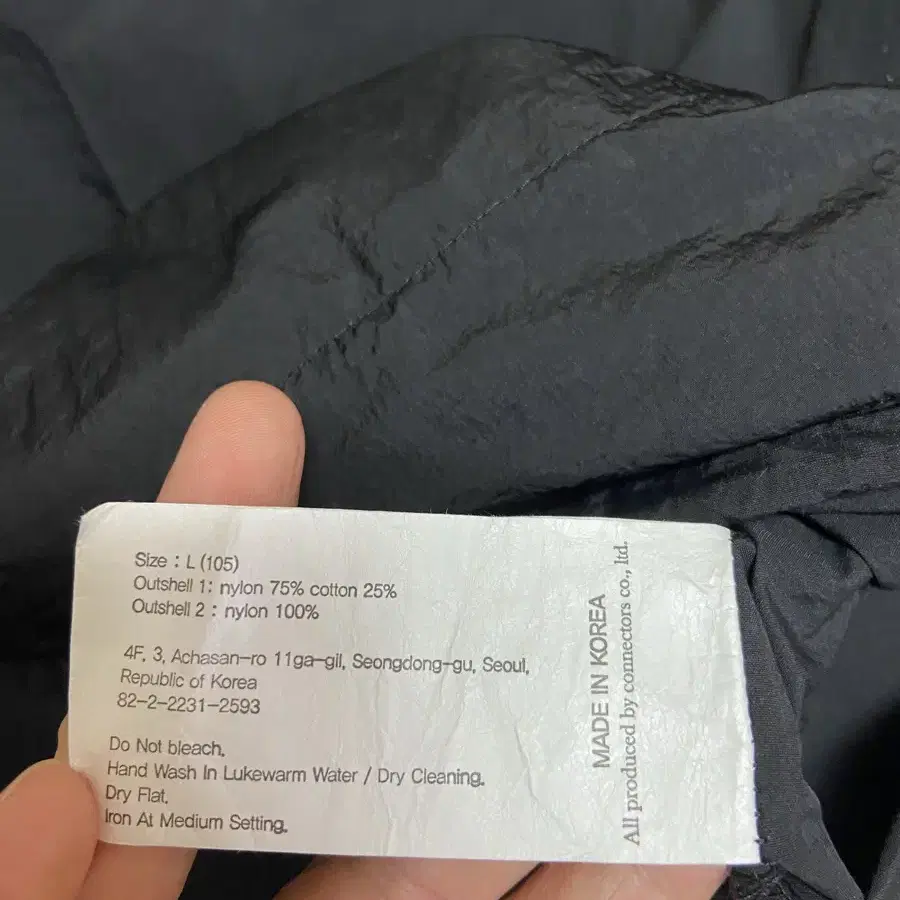 Size : L (105)
Outshell 1: nylon 75% cotton 25%
Outshell 2 : nylon 100%
4F, 3, Achasan-ro 11ga-gil, Seongdong-gu, Seoul,
Republic of Korea
82-2-2231-2593
Do Not bleach.
Hand Wash In Lukewarm Water / Dry Cleaning.
Dry Flat.
Iron At Medium Setting.
MADE IN KOREA
All produced by connectors co., ltd.